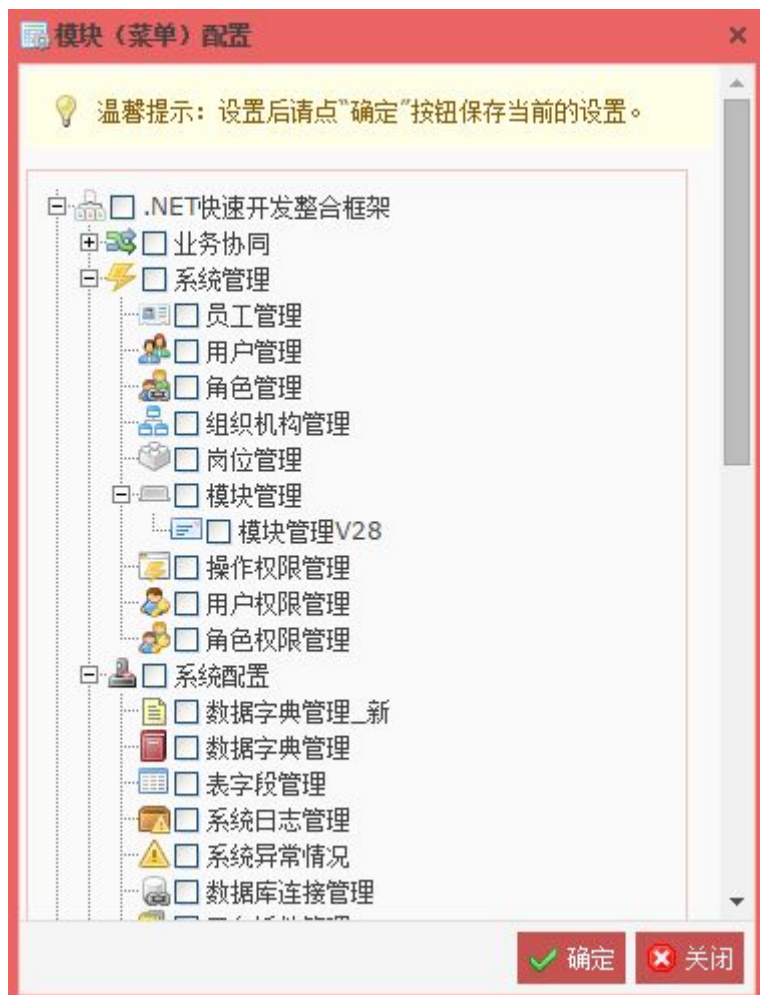 模块（菜单）配置
温馨提示：设置后请点"确定"按钮保存当前的设置。
.NET快速开发整合框架
业务协同
系统管理
员工管理
用户管理
角色管理
组织机构管理
岗位管理
模块管理
模块管理V28
操作权限管理
用户权限管理
角色权限管理
系统配置
数据字典管理_新
数据字典管理
表字段管理
系统日志管理
系统异常情况
数据库连接管理
确定
关闭